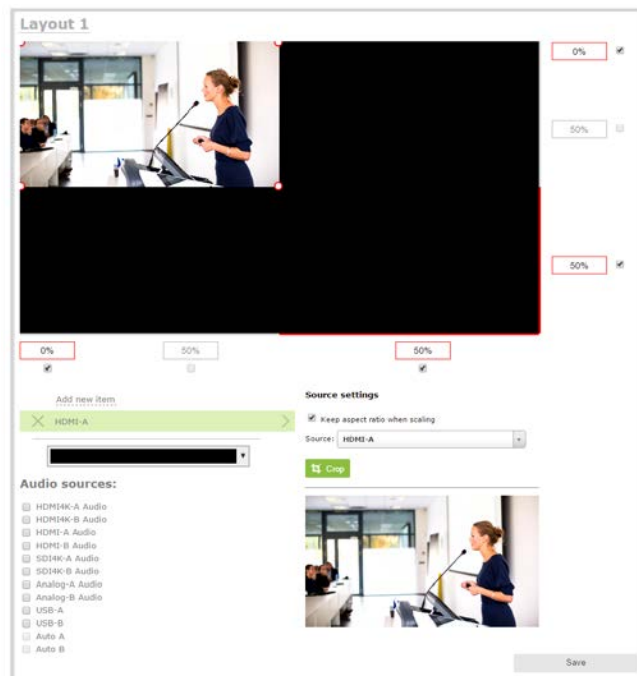 Layout 1
0%
50%
50%
0%
50%
50%
Add new item
HDMI-A
Source settings
Keep aspect ratio when scaling
Source: HDMI-A
Crop
Audio sources:
HDMI4K-A Audio
HDMI4K-B Audio
HDMI-A Audio
HDMI-B Audio
SDI4K-A Audio
SDI4K-B Audio
Analog-A Audio
Analog-B Audio
USB-A
USB-B
Auto A
Auto B
Save